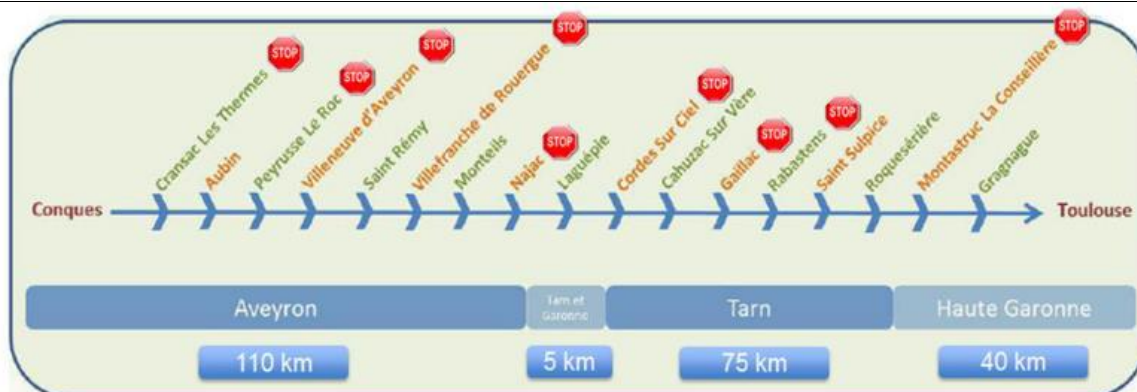 STOP
STOP
STOP
STOP
STOP
STOP
STOP
STOP
STOP
Conques
Cransac Les Thermes
Aubin
Peyrusse Le Roc
Villeneuve d'Aveyron
Saint Rémy
Villefranche de Rouergue
Monteils
Najac
Laguépie
Cordes Sur Ciel
Cahuzac Sur Vère
Gaillac
Rabastens
Saint Sulpice
Roquesérière
Montastruc La Conseillère
Gragnague
Toulouse
Aveyron
Tarn et
Garonne
Tarn
Haute Garonne
110 km
5 km
75 km
40 km